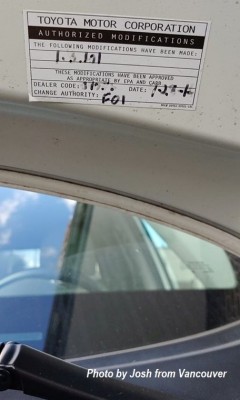 TOYOTA MOTOR CORPORATION
AUTHORIZED MODIFICATIONS
THE FOLLOWING MODIFICATIONS HAVE BEEN MADE:
THESE MODIFICATIONS HAVE BEEN APPROVED
AS APPROPRIATE BY EPA AND CARB
DEALER CODE: DATE:
CHANGE AUTHORITY: E01
Photo by Josh from Vancouver